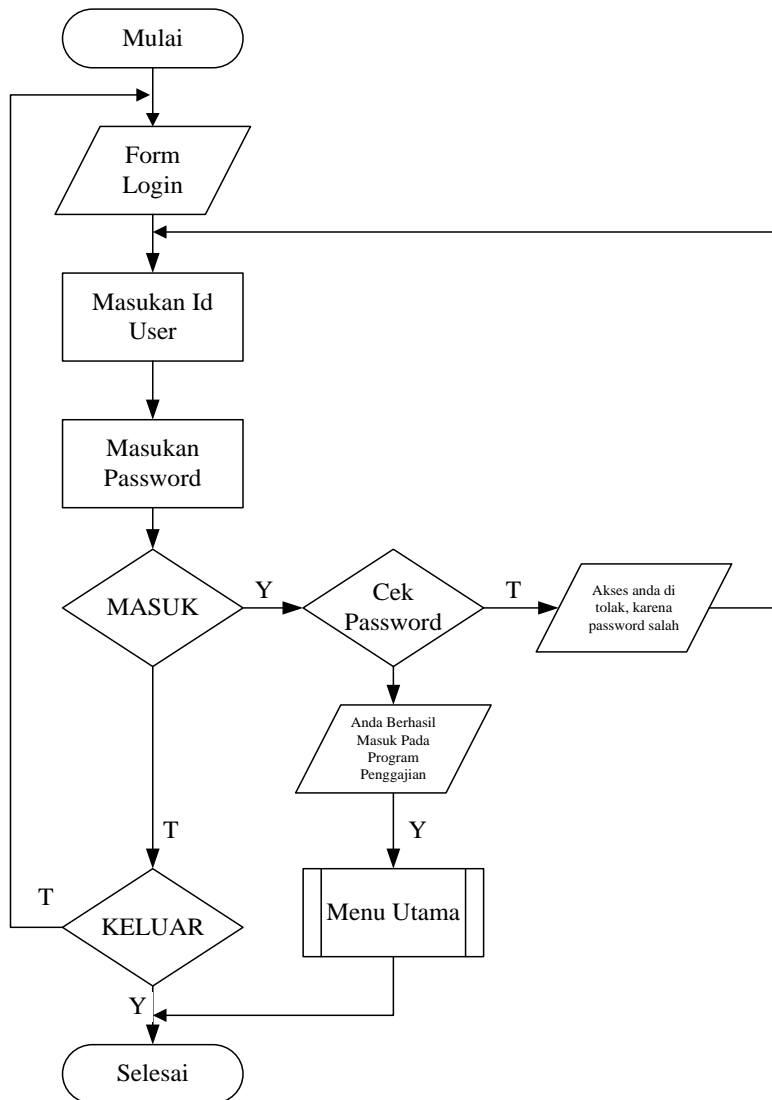 Mulai
Form
Login
Masukan Id
User
Masukan
Password
MASUK
Y
Cek
Password
T
Akses anda di
tolak, karena
password salah
Anda Berhasil
Masuk Pada
Program
Penggajian
Y
Menu Utama
T
T
KELUAR
Y
Selesai